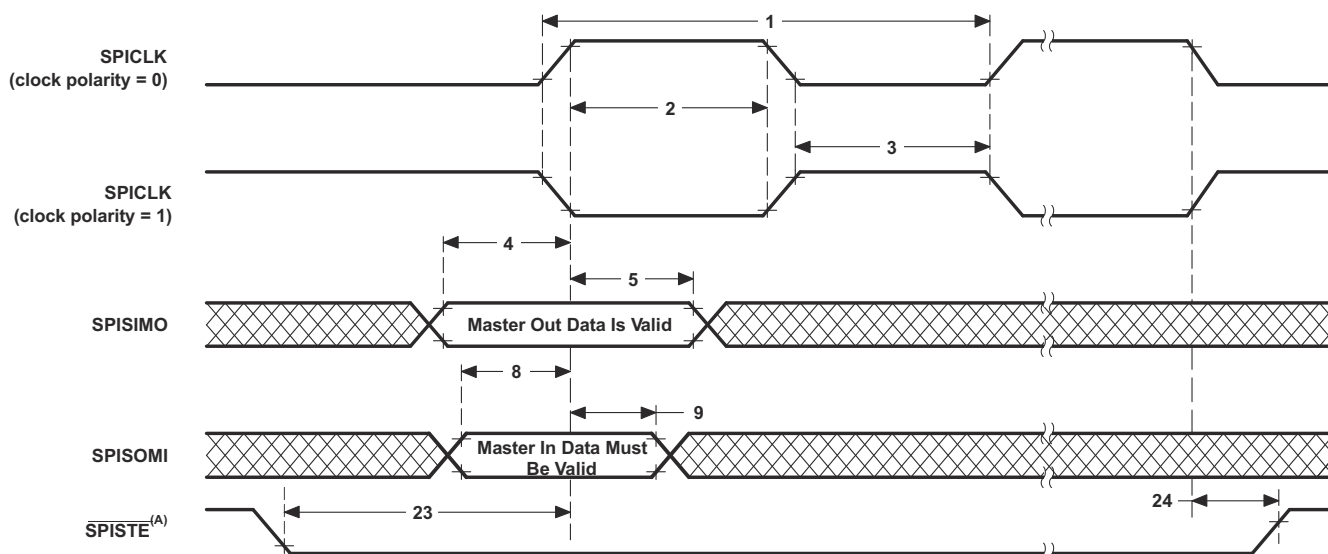 1
SPICLK
(clock polarity = 0)
2
3
SPICLK
(clock polarity = 1)
4
5
SPISIMO
Master Out Data Is Valid
8
9
SPISOMI
Master In Data Must
Be Valid
23
24
SPISTE(A)